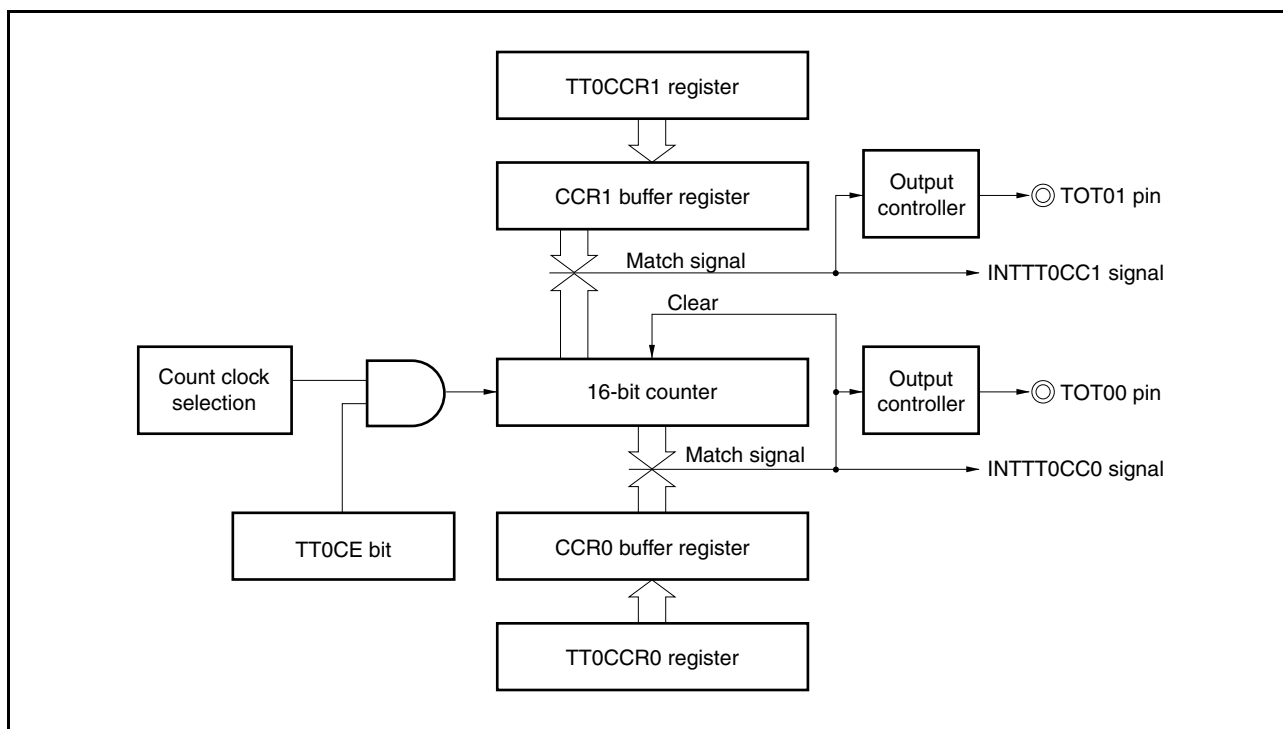 TT0CCR1 register
CCR1 buffer register
Output
controller
TOT01 pin
Match signal
INTTT0CC1 signal
Clear
Count clock
selection
16-bit counter
Output
controller
TOT00 pin
Match signal
INTTT0CC0 signal
TT0CE bit
CCR0 buffer register
TT0CCR0 register